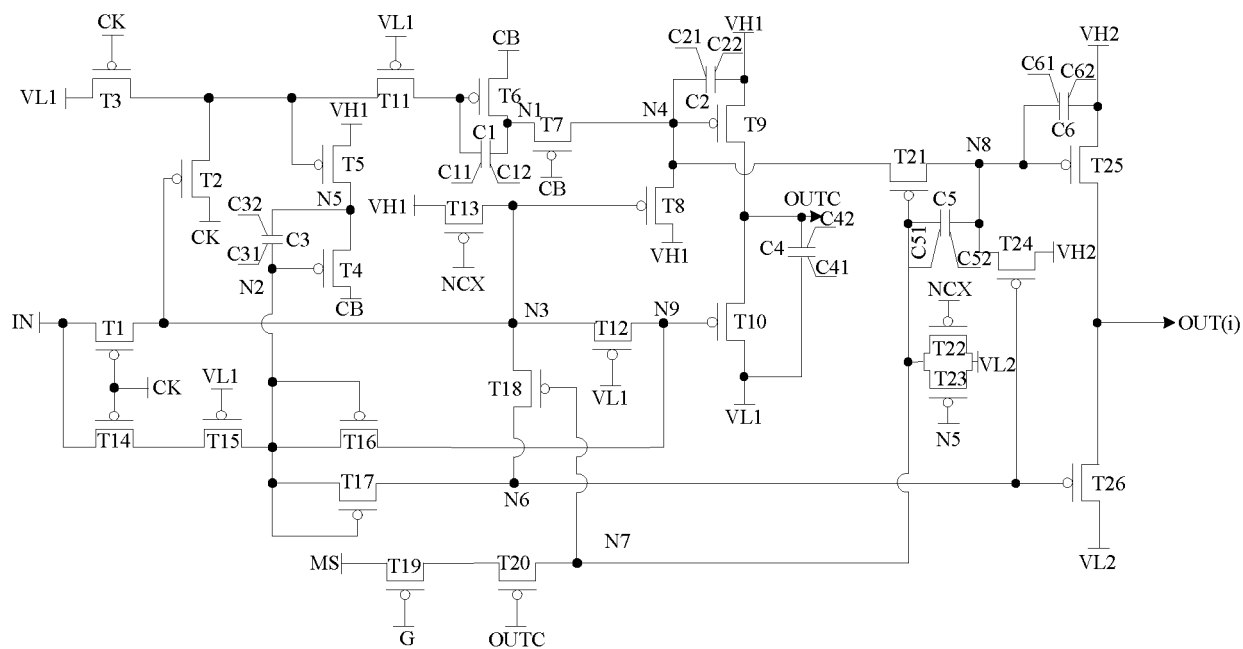 CK
VL1
CB
VH1
C21
C22
VH2
C61
C62
VL1
T3
T11
T6
N1
T7
N4
C2
T9
C6
VH1
C1
C11
C12
CB
T2
T5
N5
CK
C32
C3
C31
N2
T4
CB
VH1
T13
NCX
T8
VH1
OUTC
C42
C4
C41
T21
N8
T25
C5
C51
C52
T24
VH2
NCX
IN
T1
N3
T12
N9
T10
OUT(i)
CK
VL1
T18
VL1
VL1
T22
T23
VL2
N5
T14
T15
T16
T17
N6
T26
N7
MS
T19
T20
VL2
G
OUTC